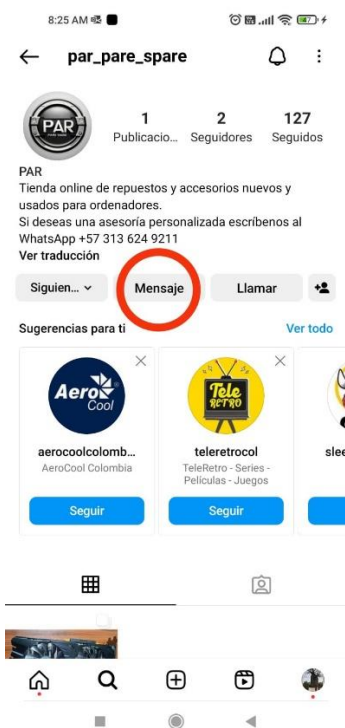 8:25 AM
par_pare_spare
PAR
1 2 127
Publicacio... Seguidores Seguidos
PAR
Tienda online de repuestos y accesorios nuevos y
usados para ordenadores.
Si deseas una asesoría personalizada escríbenos al
WhatsApp +57 313 624 9211
Ver traducción
Siguien... Mensaje Llamar
Sugerencias para ti Ver todo
AeroCool
Tele
RETRO
aerocoolcolomb... teleretrocol slee
AeroCool Colombia TeleRetro - Series -
Películas - Juegos
Seguir Seguir